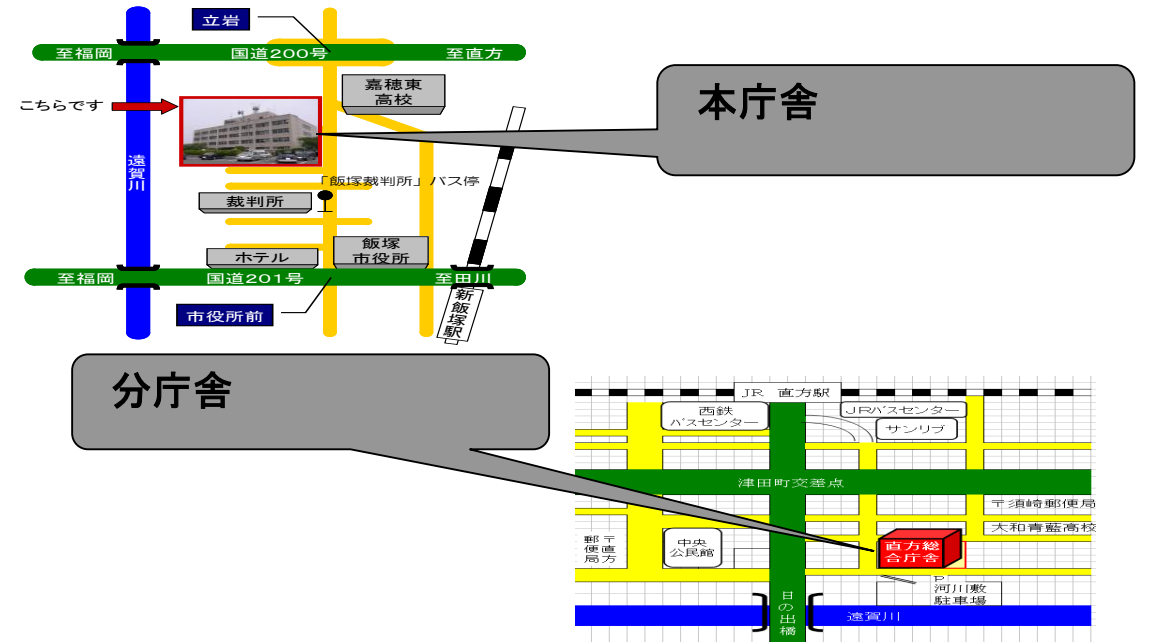 立岩
至福岡
国道200号
至直方
嘉穂東
高校
こちらです
本庁舎
遠賀川
「飯塚裁判所」バス停
裁判所
飯塚
市役所
ホテル
至福岡
国道201号
至田川
新飯塚駅
市役所前
分庁舎
JR 直方駅
西鉄
バスセンター
JRバスセンター
サンリブ
津田町交差点
〒須崎郵便局
大和青藍高校
〒直方
郵便局
中央
公民館
直方総
合庁舎
P
河川敷
駐車場
日の出橋
遠賀川